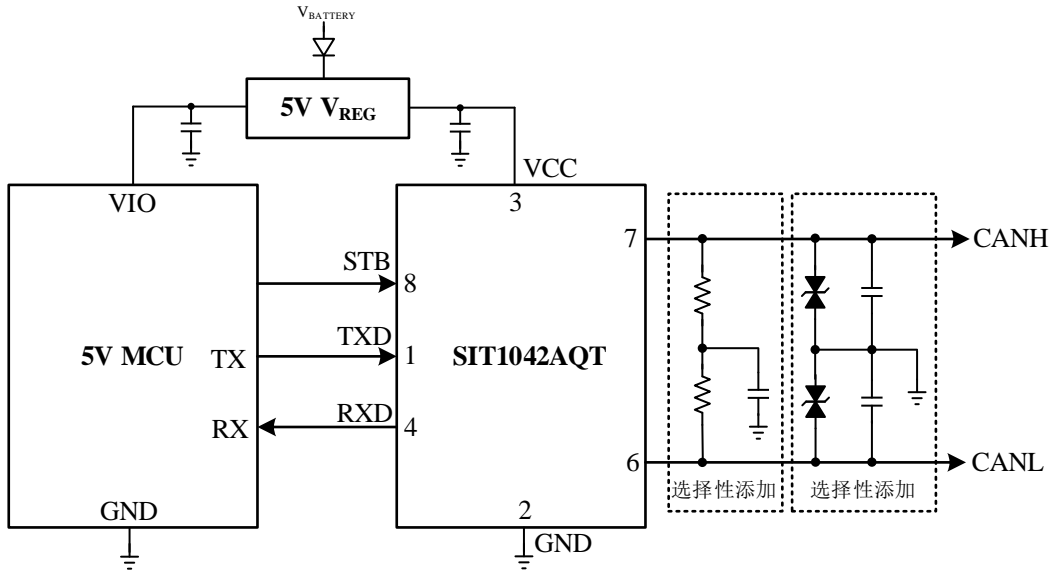 VBATTERY
5V VREG
VCC
VIO
3
7
CANH
STB
8
5V MCU
TX
TXD
1
SIT1042AQT
RX
RXD
4
6
CANL
选择性添加
选择性添加
GND
2
GND